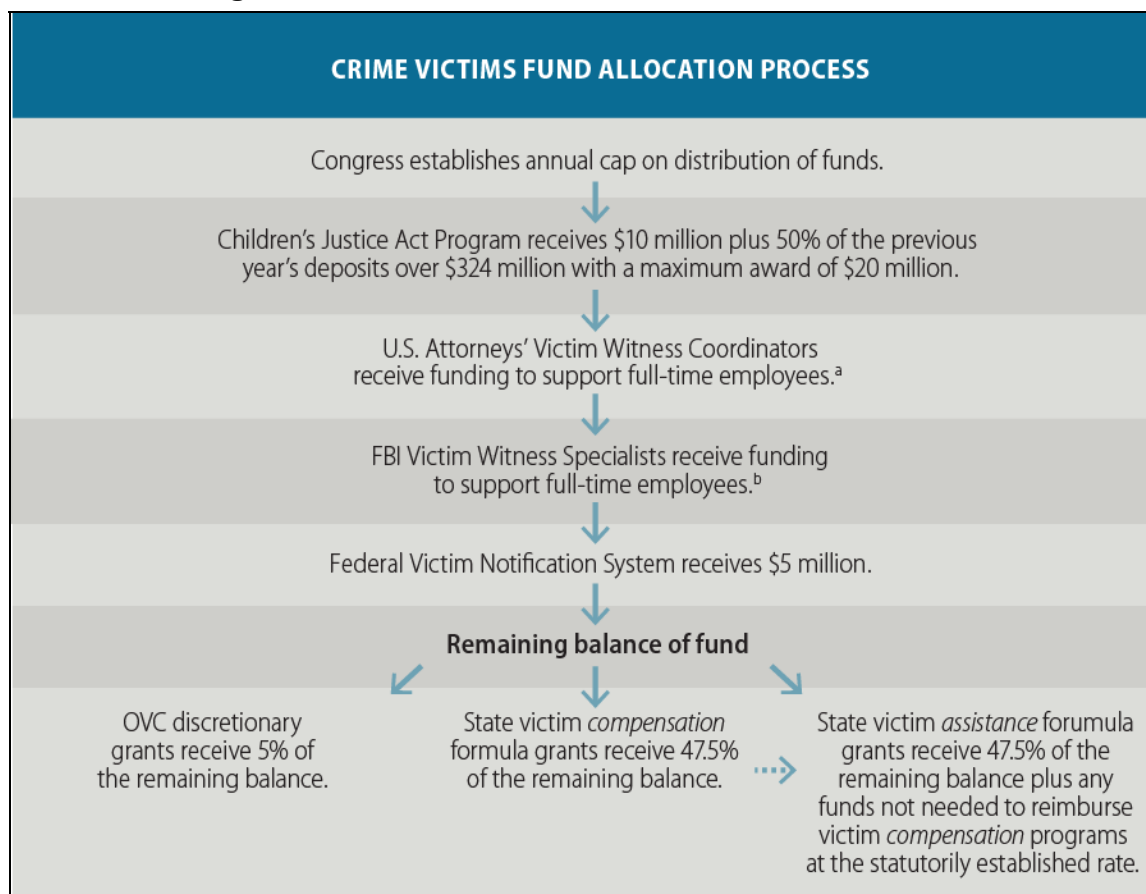 CRIME VICTIMS FUND ALLOCATION PROCESS
Congress establishes annual cap on distribution of funds.
Children's Justice Act Program receives $10 million plus 50% of the previous
year's deposits over $324 million with a maximum award of $20 million.
U.S. Attorneys' Victim Witness Coordinators
receive funding to support full-time employees.ᵃ
FBI Victim Witness Specialists receive funding
to support full-time employees.ᵇ
Federal Victim Notification System receives $5 million.
Remaining balance of fund
OVC discretionary
grants receive 5% of
the remaining balance.
State victim compensation
formula grants receive 47.5%
of the remaining balance.
State victim assistance forumula
grants receive 47.5% of the
remaining balance plus any
funds not needed to reimburse
victim compensation programs
at the statutorily established rate.